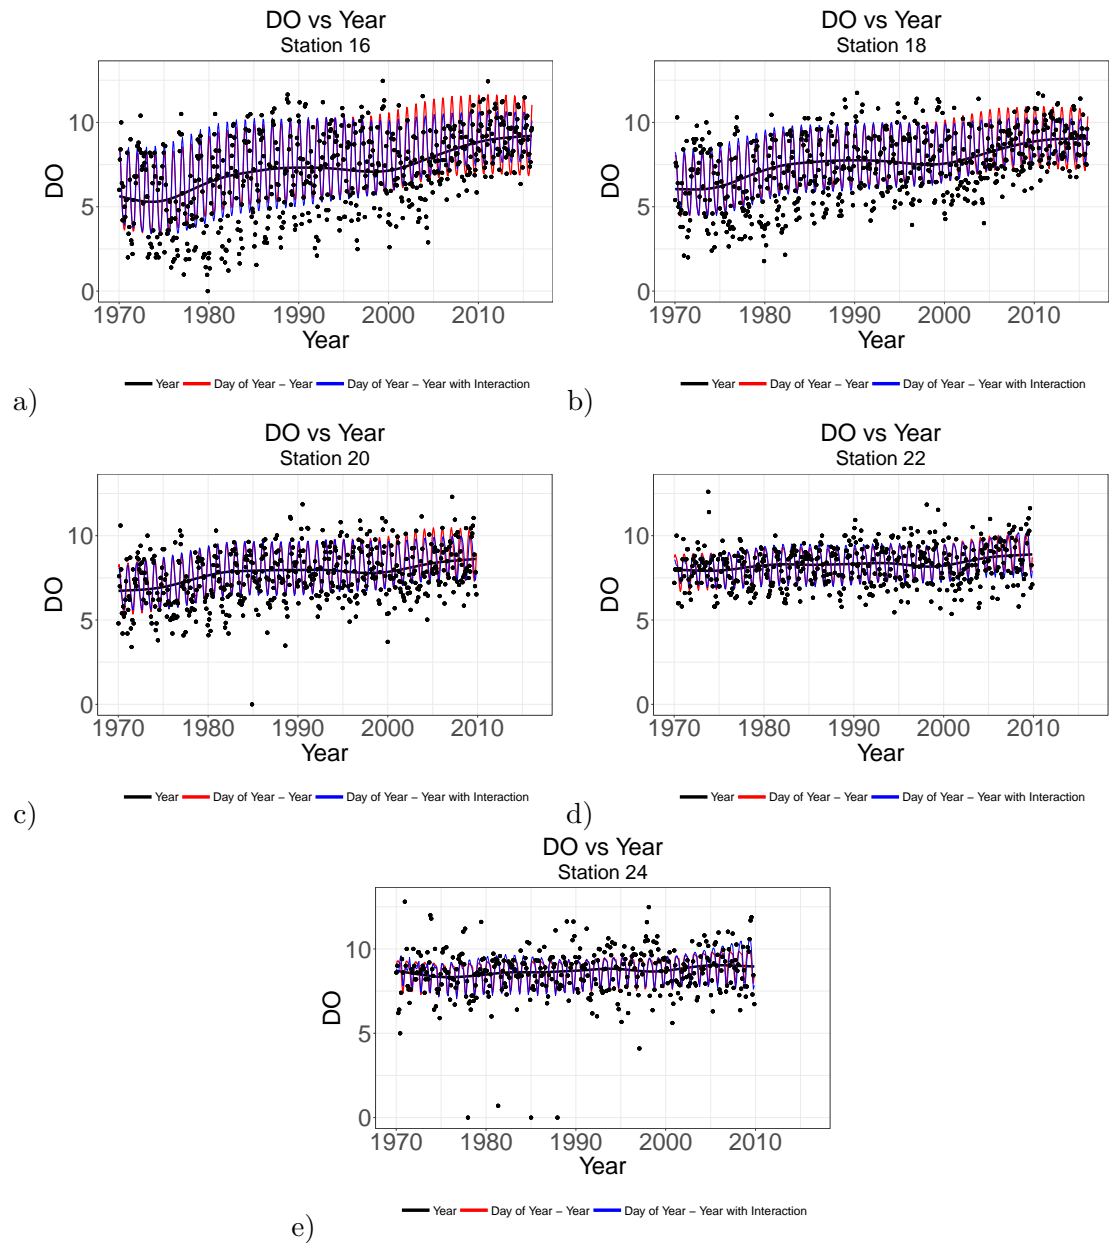 DO vs Year
Station 16
10
5
0
DO
1970 1980 1990 2000 2010
Year
Year Day of Year − Year Day of Year − Year with Interaction
a)
DO vs Year
Station 18
10
5
0
DO
1970 1980 1990 2000 2010
Year
Year Day of Year − Year Day of Year − Year with Interaction
b)
DO vs Year
Station 20
10
5
0
DO
1970 1980 1990 2000 2010
Year
Year Day of Year − Year Day of Year − Year with Interaction
c)
DO vs Year
Station 22
10
5
0
DO
1970 1980 1990 2000 2010
Year
Year Day of Year − Year Day of Year − Year with Interaction
d)
DO vs Year
Station 24
10
5
0
DO
1970 1980 1990 2000 2010
Year
Year Day of Year − Year Day of Year − Year with Interaction
e)